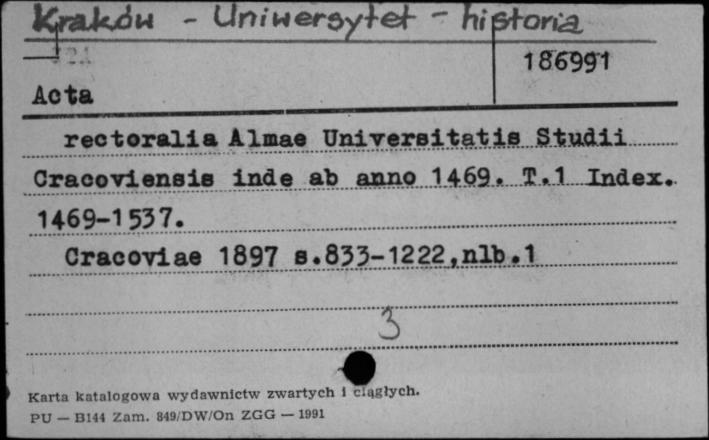 Kraków - Uniwersytet - historia
186991
Acta
rectoralia Almae Universitatis Studii
Cracoviensis inde ab anno 1469. T.1 Index.
1469-1537.
Cracoviae 1897 s.833-1222,nlb.1
3
Karta katalogowa wydawnictw zwartych i ciągłych.
PU — B144 Zam. 849/DW/On ZGG — 1991